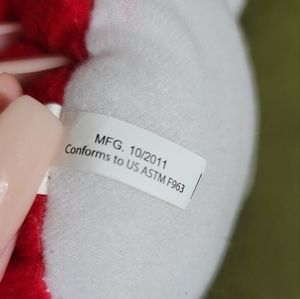 MFG. 10/2011
Conforms to US ASTM F963